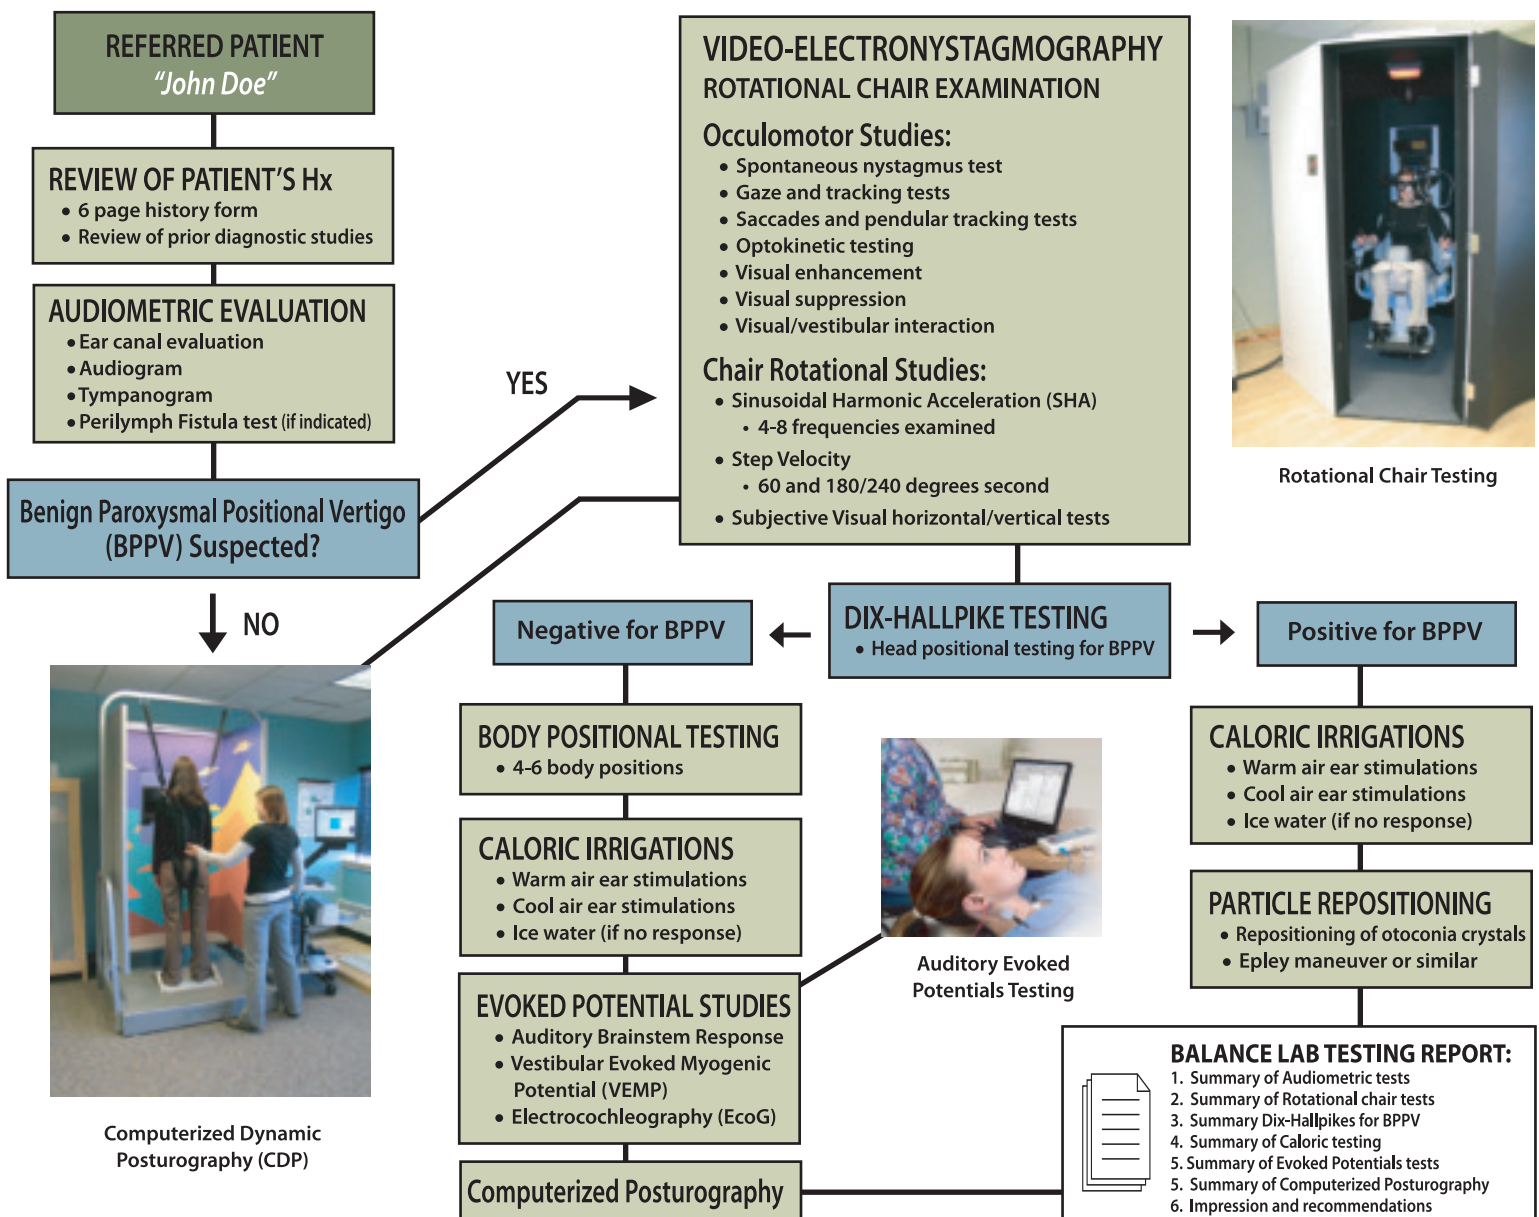 REFERRED PATIENT
“John Doe”
REVIEW OF PATIENT’S Hx
• 6 page history form
• Review of prior diagnostic studies
AUDIOMETRIC EVALUATION
• Ear canal evaluation
• Audiogram
• Tympanogram
• Perilymph Fistula test (if indicated)
Benign Paroxysmal Positional Vertigo
(BPPV) Suspected?
YES
NO
Computerized Dynamic
Posturography (CDP)
VIDEO-ELECTRONYSTAGMOGRAPHY
ROTATIONAL CHAIR EXAMINATION
Occulomotor Studies:
• Spontaneous nystagmus test
• Gaze and tracking tests
• Saccades and pendular tracking tests
• Optokinetic testing
• Visual enhancement
• Visual suppression
• Visual/vestibular interaction
Chair Rotational Studies:
• Sinusoidal Harmonic Acceleration (SHA)
• 4-8 frequencies examined
• Step Velocity
• 60 and 180/240 degrees second
• Subjective Visual horizontal/vertical tests
Rotational Chair Testing
DIX-HALLPIKE TESTING
• Head positional testing for BPPV
Negative for BPPV
BODY POSITIONAL TESTING
• 4-6 body positions
CALORIC IRRIGATIONS
• Warm air ear stimulations
• Cool air ear stimulations
• Ice water (if no response)
EVOKED POTENTIAL STUDIES
• Auditory Brainstem Response
• Vestibular Evoked Myogenic
Potential (VEMP)
• Electrocochleography (EcoG)
Computerized Posturography
Auditory Evoked
Potentials Testing
Positive for BPPV
CALORIC IRRIGATIONS
• Warm air ear stimulations
• Cool air ear stimulations
• Ice water (if no response)
PARTICLE REPOSITIONING
• Repositioning of otoconia crystals
• Epley maneuver or similar
BALANCE LAB TESTING REPORT:
1. Summary of Audiometric tests
2. Summary of Rotational chair tests
3. Summary Dix-Hallpikes for BPPV
4. Summary of Caloric testing
5. Summary of Evoked Potentials tests
5. Summary of Computerized Posturography
6. Impression and recommendations